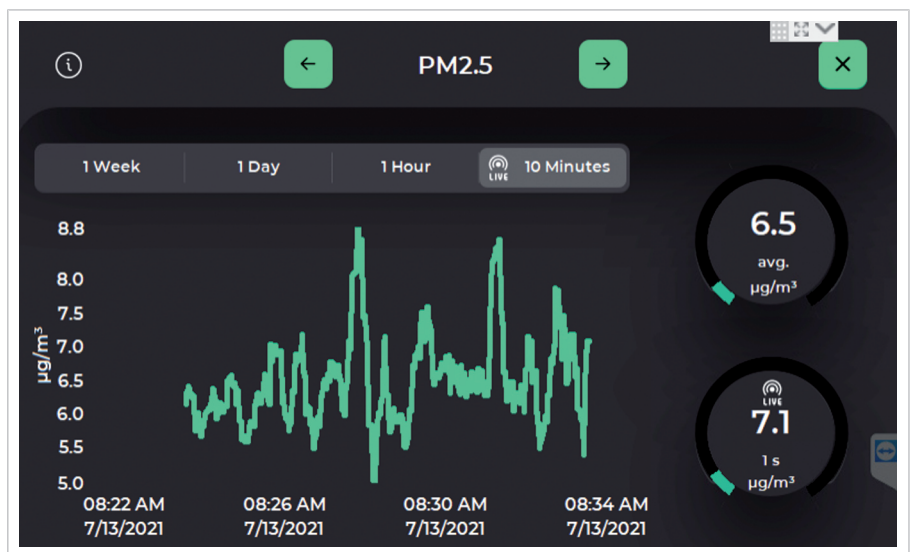 PM2.5
1 Week
1 Day
1 Hour
LIVE
10 Minutes
8.8
8.0
7.5
7.0
6.5
6.0
5.5
5.0
µg/m³
08:22 AM
7/13/2021
08:26 AM
7/13/2021
08:30 AM
7/13/2021
08:34 AM
7/13/2021
6.5
avg.
µg/m³
LIVE
7.1
1 s
µg/m³